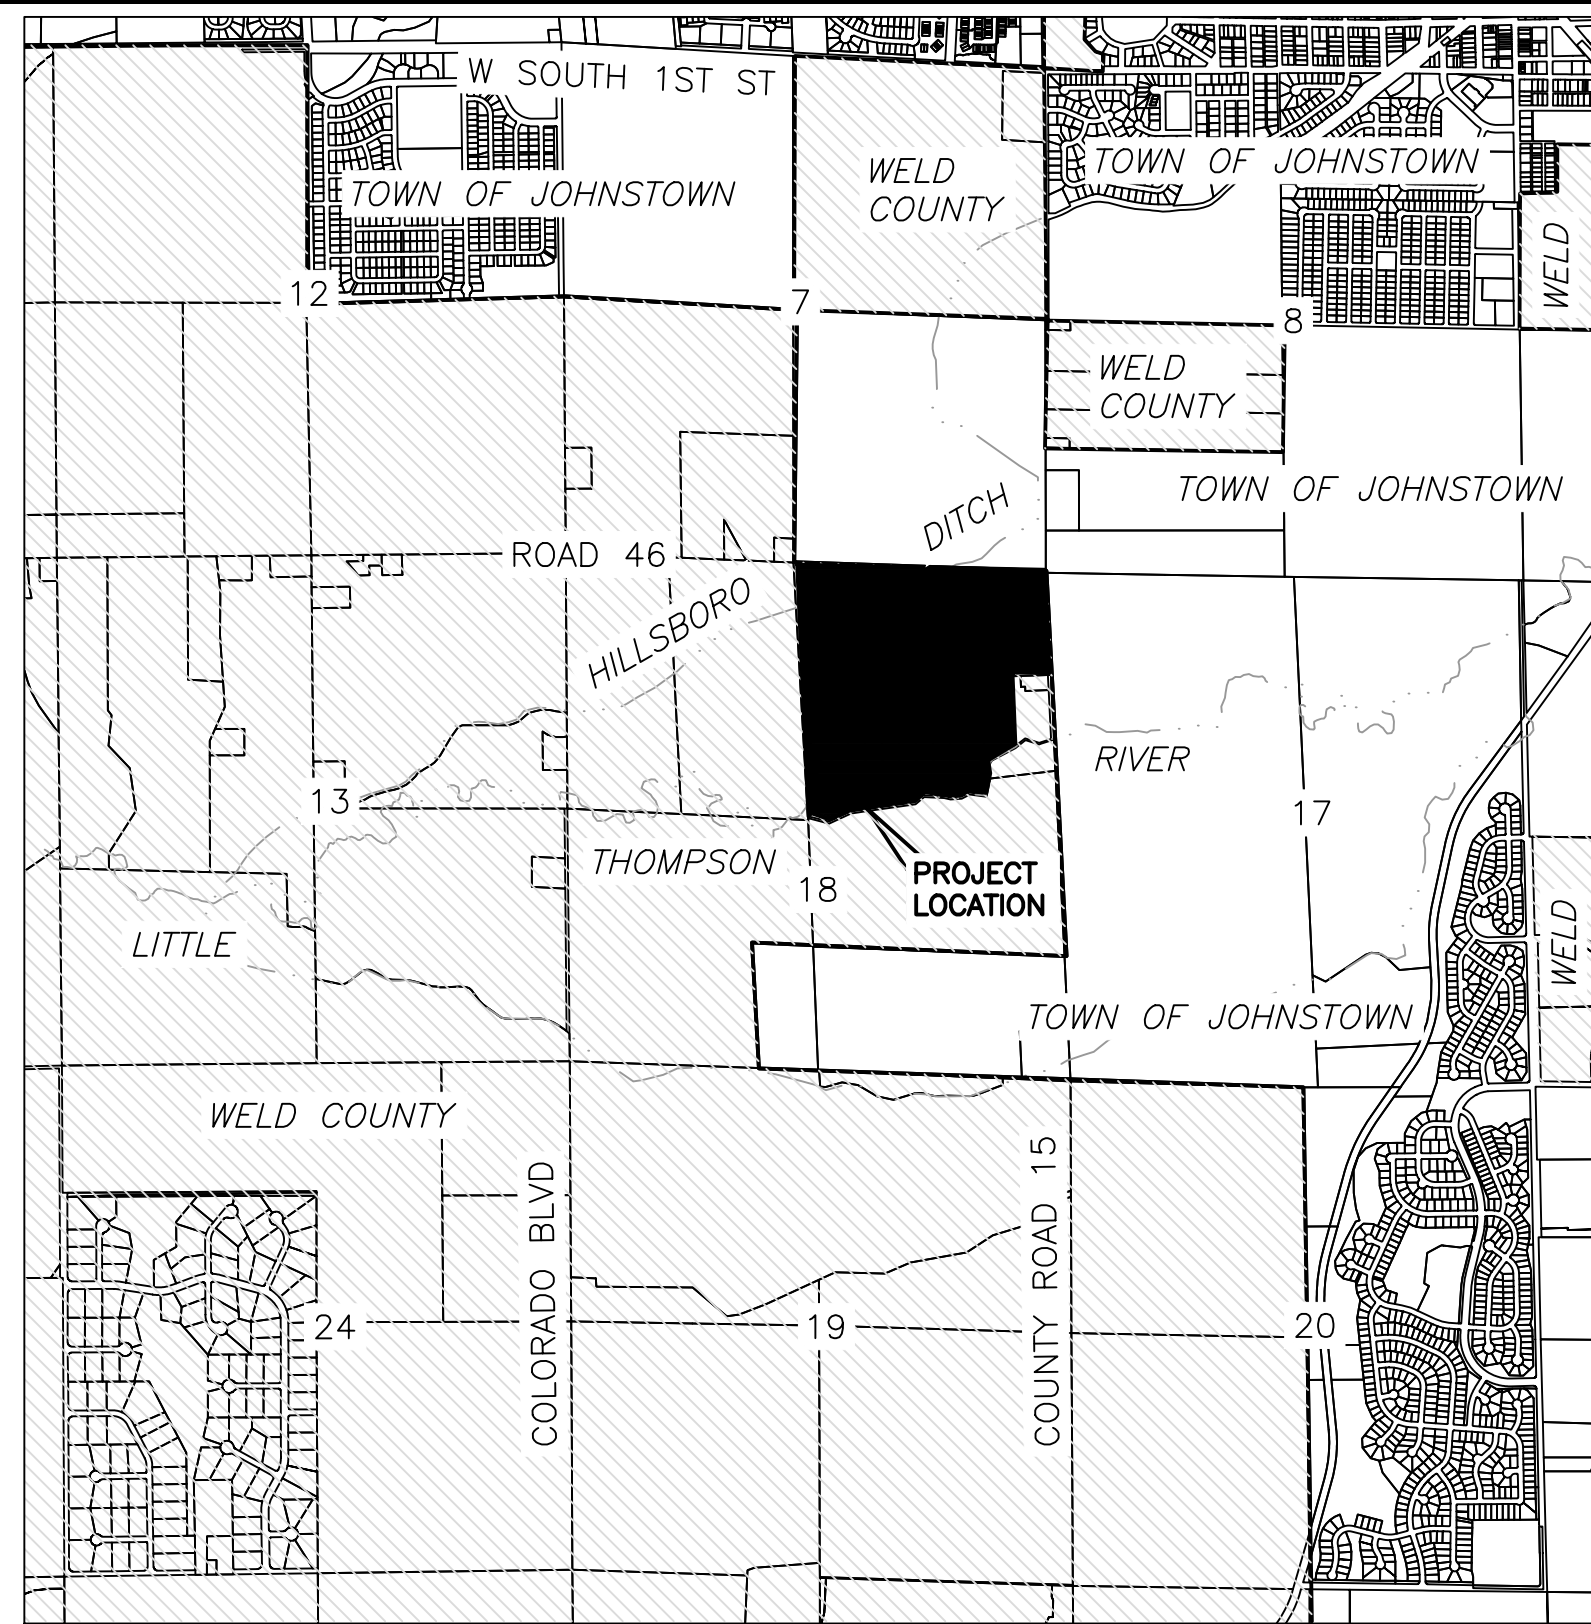 W SOUTH 1ST ST
TOWN OF JOHNSTOWN
WELD
COUNTY
TOWN OF JOHNSTOWN
WELD
12
7
8
WELD
COUNTY
TOWN OF JOHNSTOWN
DITCH
ROAD 46
HILLSBORO
RIVER
13
17
THOMPSON
18
PROJECT
LOCATION
LITTLE
WELD
TOWN OF JOHNSTOWN
WELD COUNTY
COLORADO BLVD
COUNTY ROAD 15
24
19
20